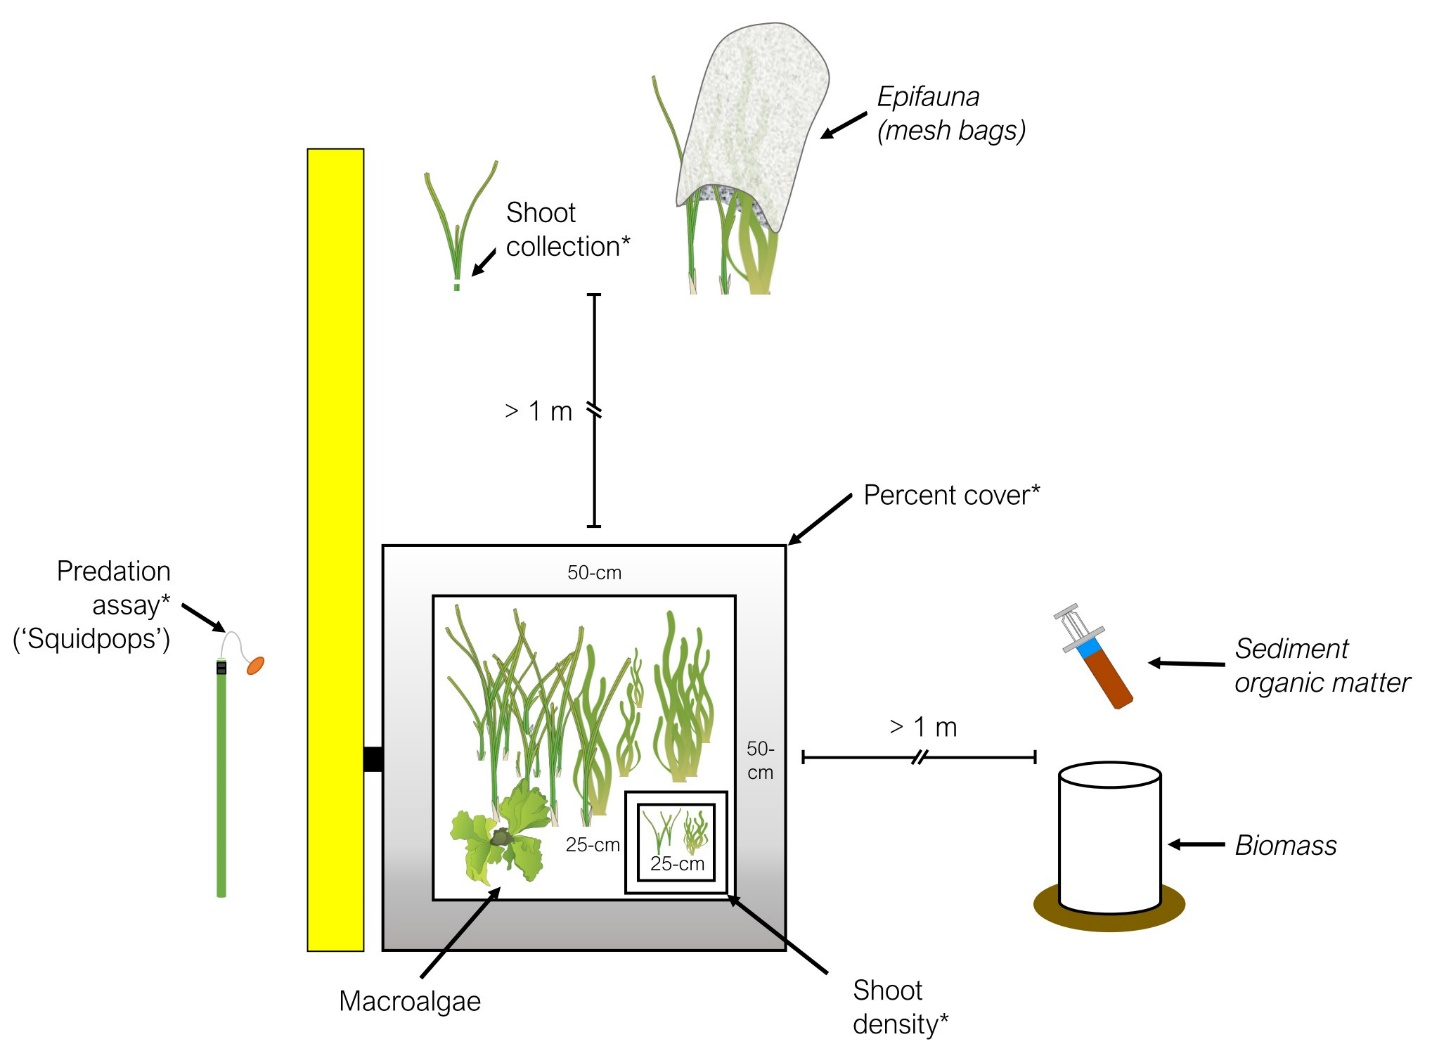 Epifauna
(mesh bags)
Shoot
collection*
> 1 m
Percent cover*
Predation
assay*
(‘Squidpops’)
50-cm
50-
cm
25-cm
25-cm
> 1 m
Sediment
organic matter
Biomass
Macroalgae
Shoot
density*